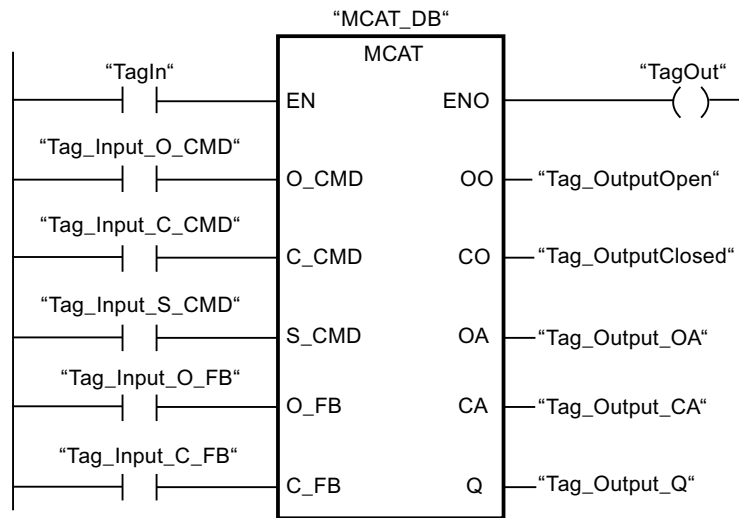 “MCAT_DB“
MCAT
“TagIn“ “TagOut“
EN ENO
“Tag_Input_O_CMD“
O_CMD OO “Tag_OutputOpen“
“Tag_Input_C_CMD“
C_CMD CO “Tag_OutputClosed“
“Tag_Input_S_CMD“
S_CMD OA “Tag_Output_OA“
“Tag_Input_O_FB“
O_FB CA “Tag_Output_CA“
“Tag_Input_C_FB“
C_FB Q “Tag_Output_Q“